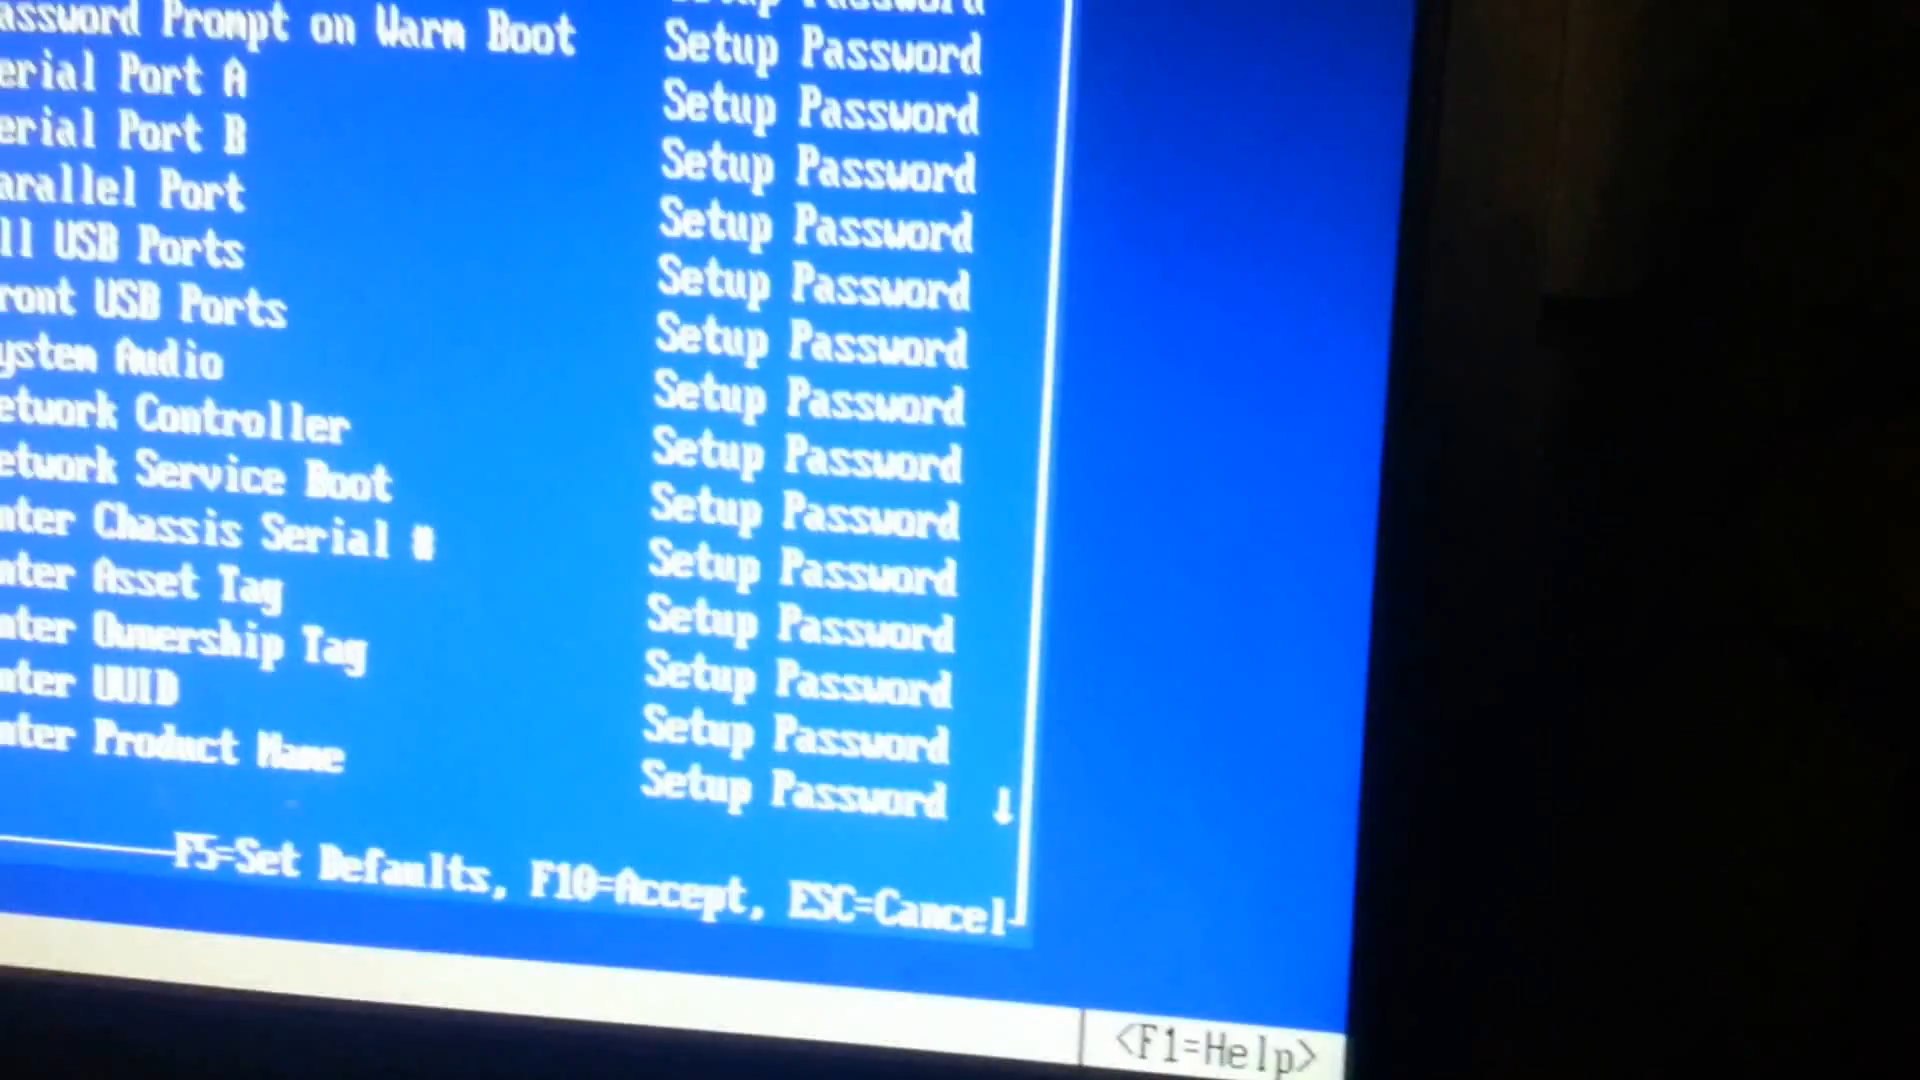 assword Prompt on Warm Boot Setup Password
erial Port A Setup Password
erial Port B Setup Password
arallel Port Setup Password
ll USB Ports Setup Password
ront USB Ports Setup Password
ystem Audio Setup Password
etwork Controller Setup Password
etwork Service Boot Setup Password
nter Chassis Serial # Setup Password
nter Asset Tag Setup Password
nter Ownership Tag Setup Password
nter UUID Setup Password
nter Product Name Setup Password
Setup Password ↓
F5=Set Defaults, F10=Accept, ESC=Cancel
<F1=Help>